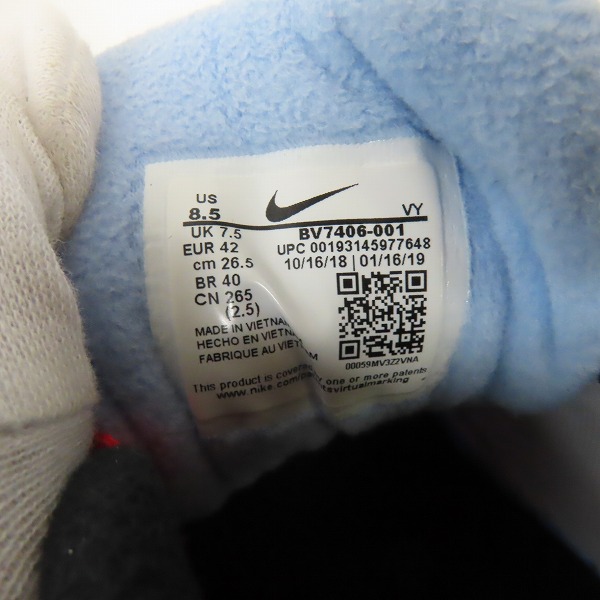 US
8.5 VY
UK 7.5 BV7406-001
EUR 42 UPC 00193145977648
cm 26.5 10/16/18 | 01/16/19
BR 40
CN 265
(2.5)
MADE IN VIETNAM
HECHO EN VIETNAM
FABRIQUE AU VIETNAM
00059MV3Z2VNA
This product is covered by one or more patents
www.nike.com/